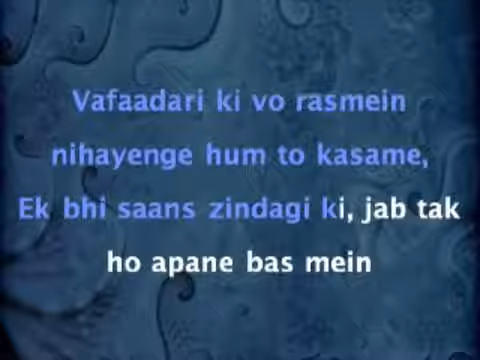 Vafaadari ki vo rasmein
nihayenge hum to kasame,
Ek bhi saans zindagi ki, jab tak
ho apane bas mein